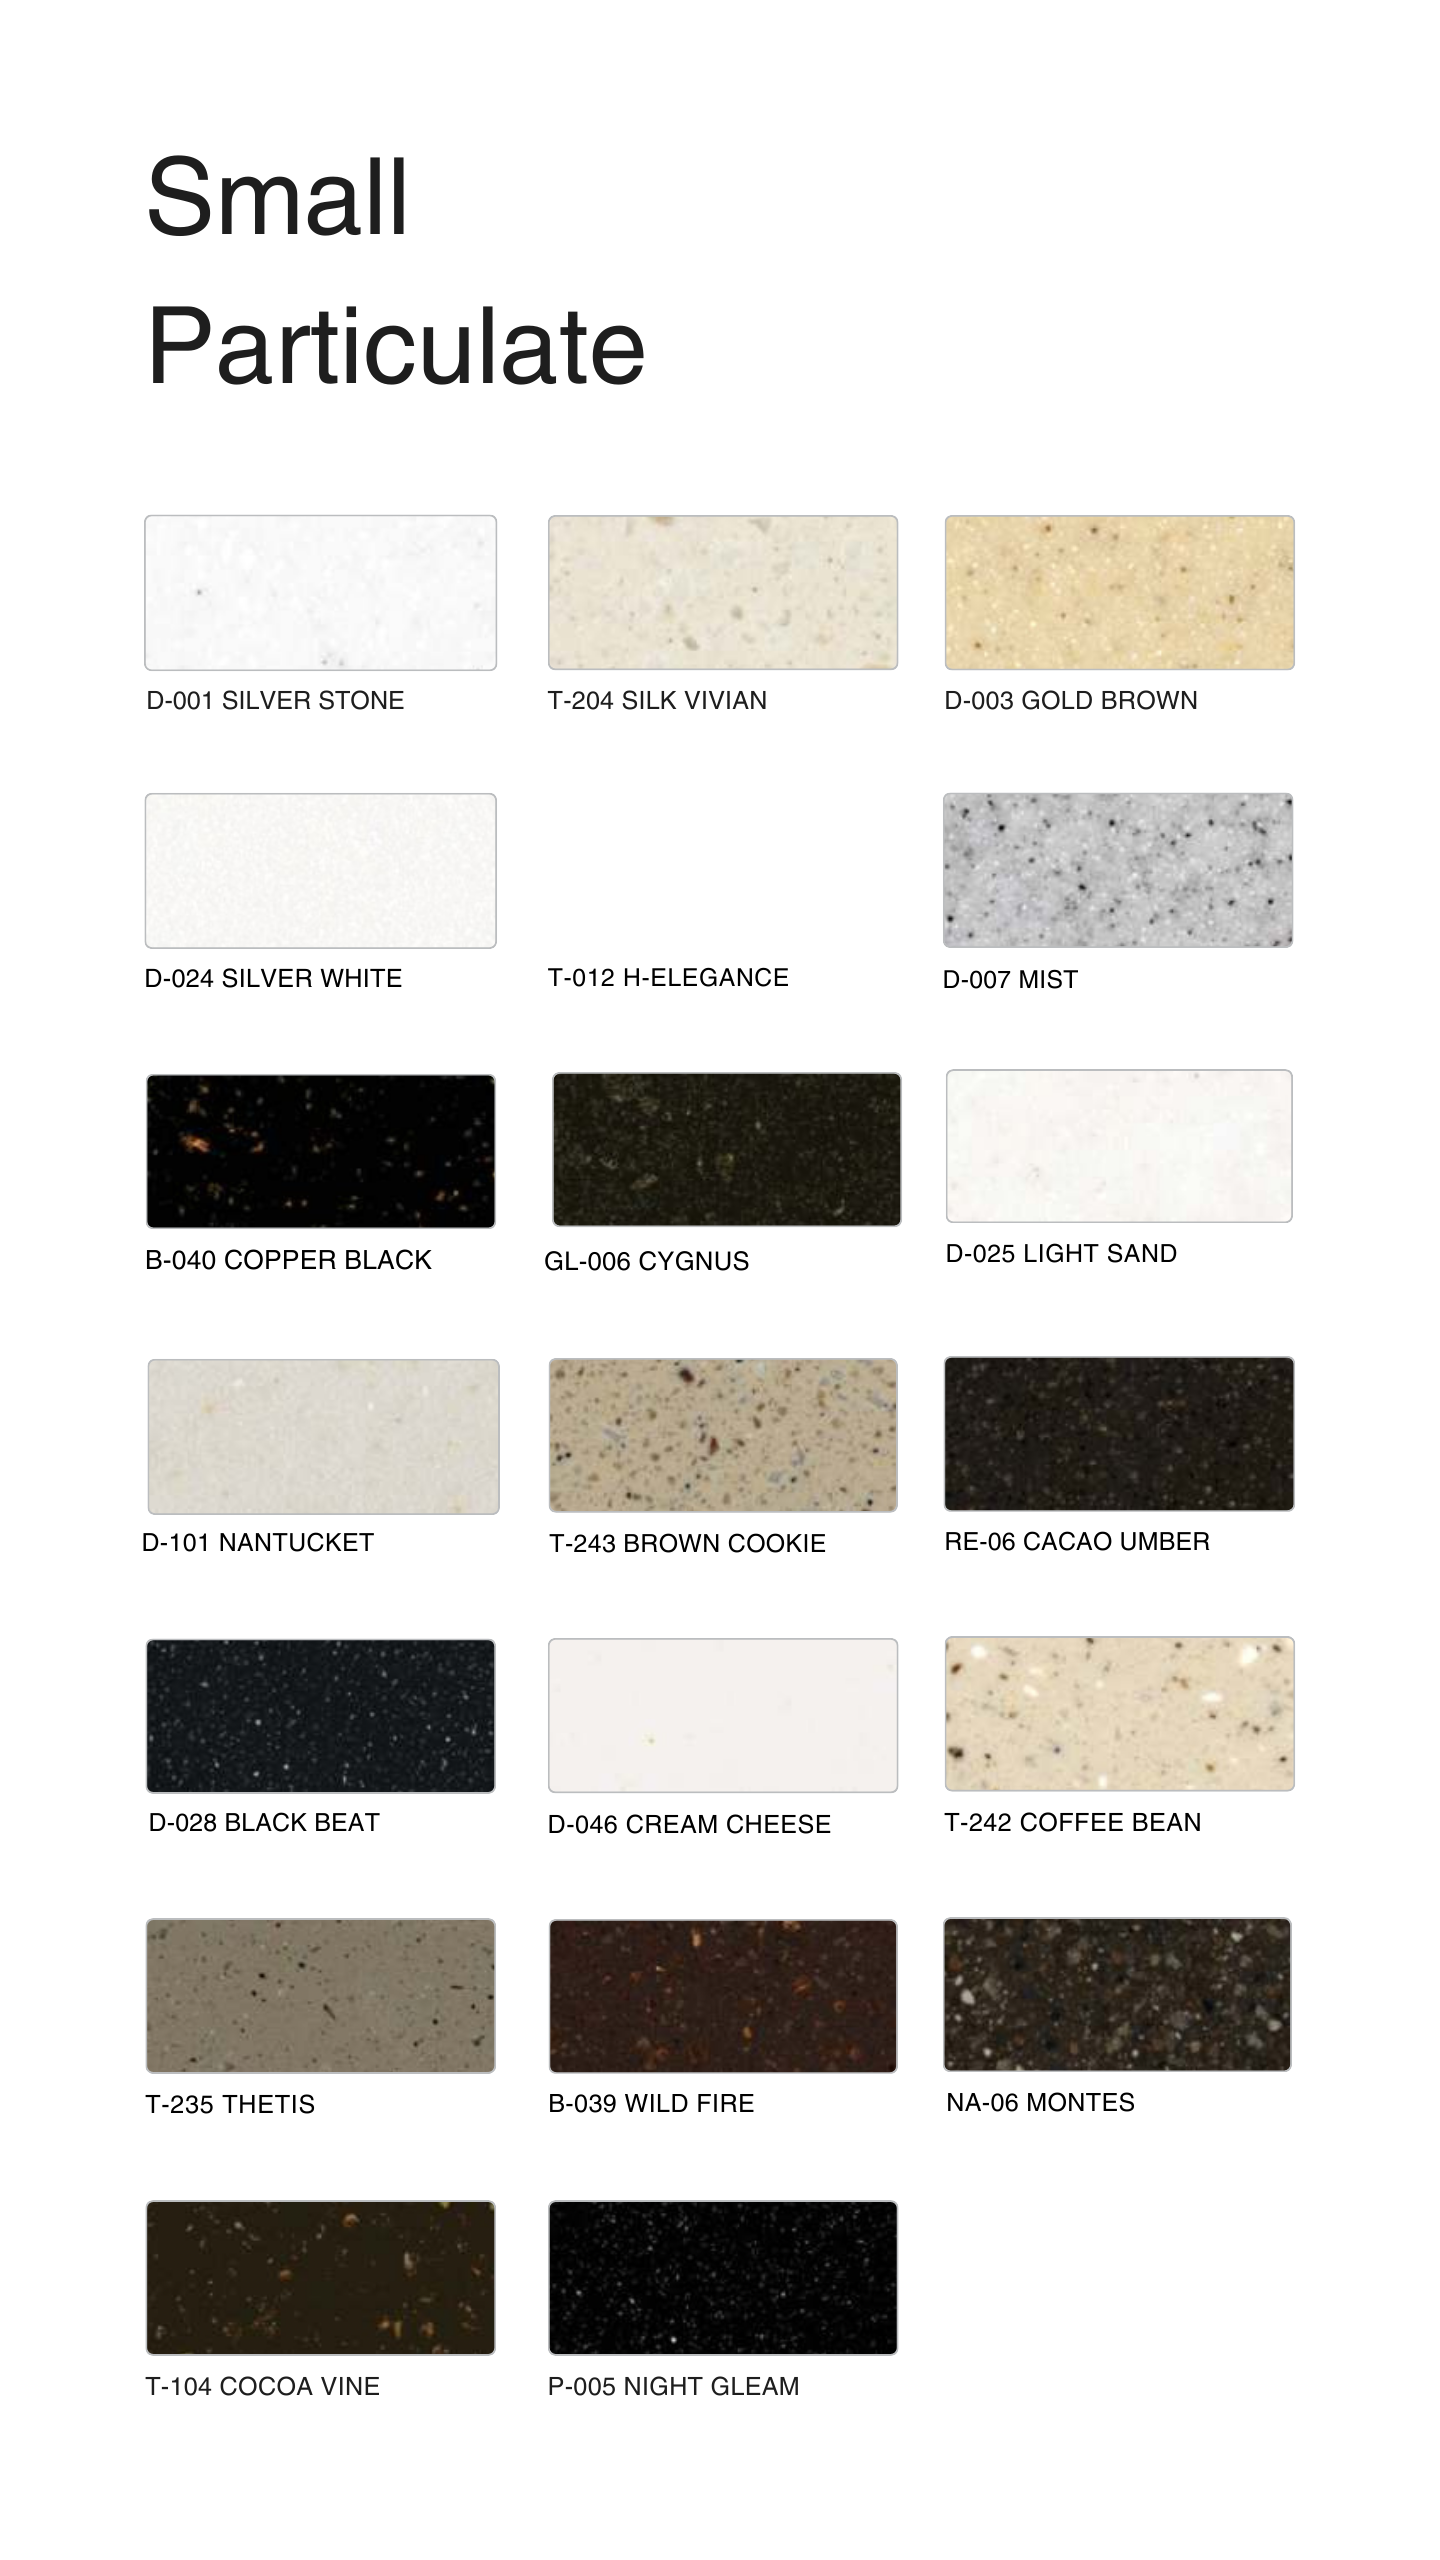 Small
Particulate
D-001 SILVER STONE
T-204 SILK VIVIAN
D-003 GOLD BROWN
D-024 SILVER WHITE
T-012 H-ELEGANCE
D-007 MIST
B-040 COPPER BLACK
GL-006 CYGNUS
D-025 LIGHT SAND
D-101 NANTUCKET
T-243 BROWN COOKIE
RE-06 CACAO UMBER
D-028 BLACK BEAT
D-046 CREAM CHEESE
T-242 COFFEE BEAN
T-235 THETIS
B-039 WILD FIRE
NA-06 MONTES
T-104 COCOA VINE
P-005 NIGHT GLEAM